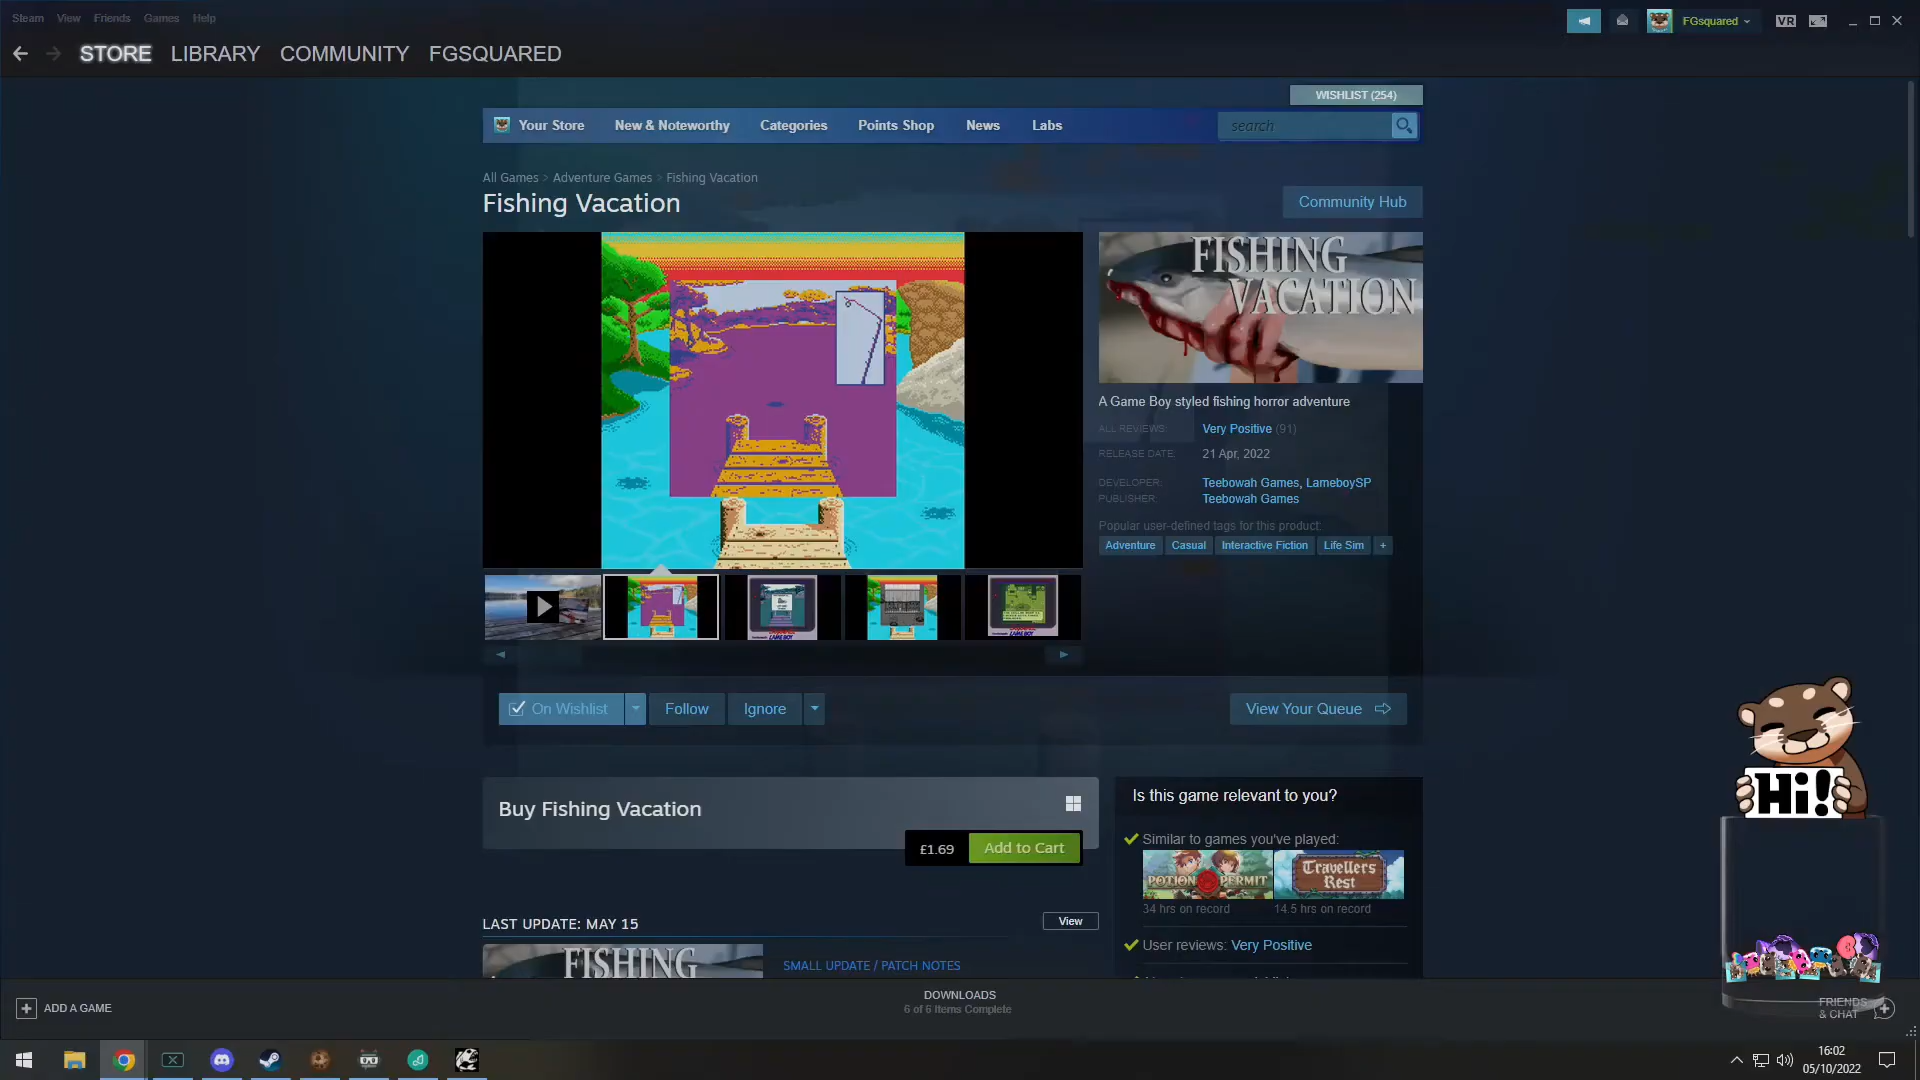 Steam View Friends Games Help
FGsquared
VR
STORE LIBRARY COMMUNITY FGSQUARED
WISHLIST (254)
Your Store New & Noteworthy Categories Points Shop News Labs
search
All Games > Adventure Games > Fishing Vacation
Fishing Vacation
Community Hub
FISHING
VACATION
A Game Boy styled fishing horror adventure
ALL REVIEWS: Very Positive (91)
RELEASE DATE: 21 Apr, 2022
DEVELOPER: Teebowah Games, LameboySP
PUBLISHER: Teebowah Games
Popular user-defined tags for this product:
Adventure Casual Interactive Fiction Life Sim +
On Wishlist Follow Ignore
View Your Queue
Buy Fishing Vacation
£1.69 Add to Cart
Is this game relevant to you?
Similar to games you've played:
POTION PERMIT
Travellers
Rest
34 hrs on record 14.5 hrs on record
User reviews: Very Positive
LAST UPDATE: MAY 15
View
FISHING
SMALL UPDATE / PATCH NOTES
Hi!
ADD A GAME
DOWNLOADS
6 of 6 Items Complete
FRIENDS
& CHAT
16:02
05/10/2022